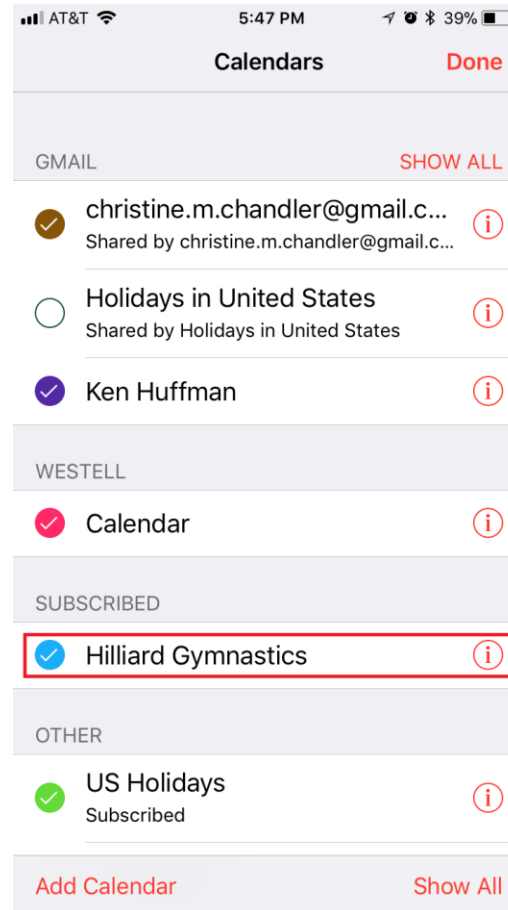 AT&T 5:47 PM 39%
Calendars Done
GMAIL SHOW ALL
christine.m.chandler@gmail.c...
Shared by christine.m.chandler@gmail.c...
Holidays in United States
Shared by Holidays in United States
Ken Huffman
WESTELL
Calendar
SUBSCRIBED
Hilliard Gymnastics
OTHER
US Holidays
Subscribed
Add Calendar Show All